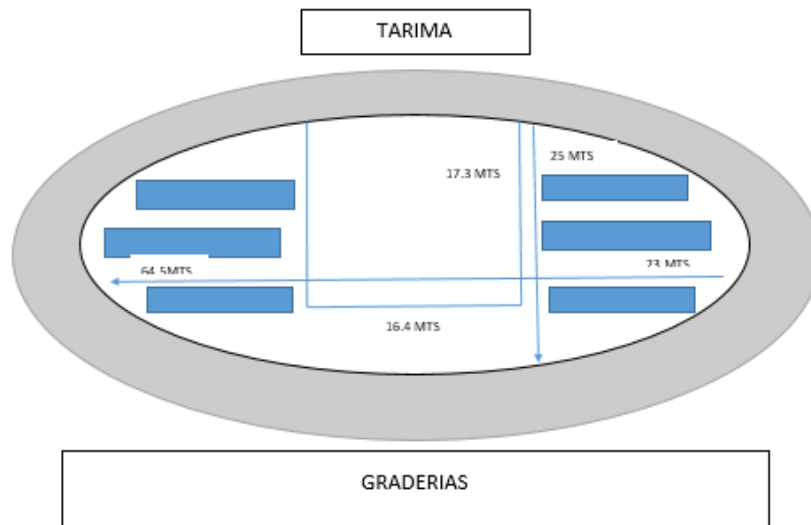 TARIMA
25 MTS
17.3 MTS
64.5MTS
23 MTS
16.4 MTS
GRADERIAS